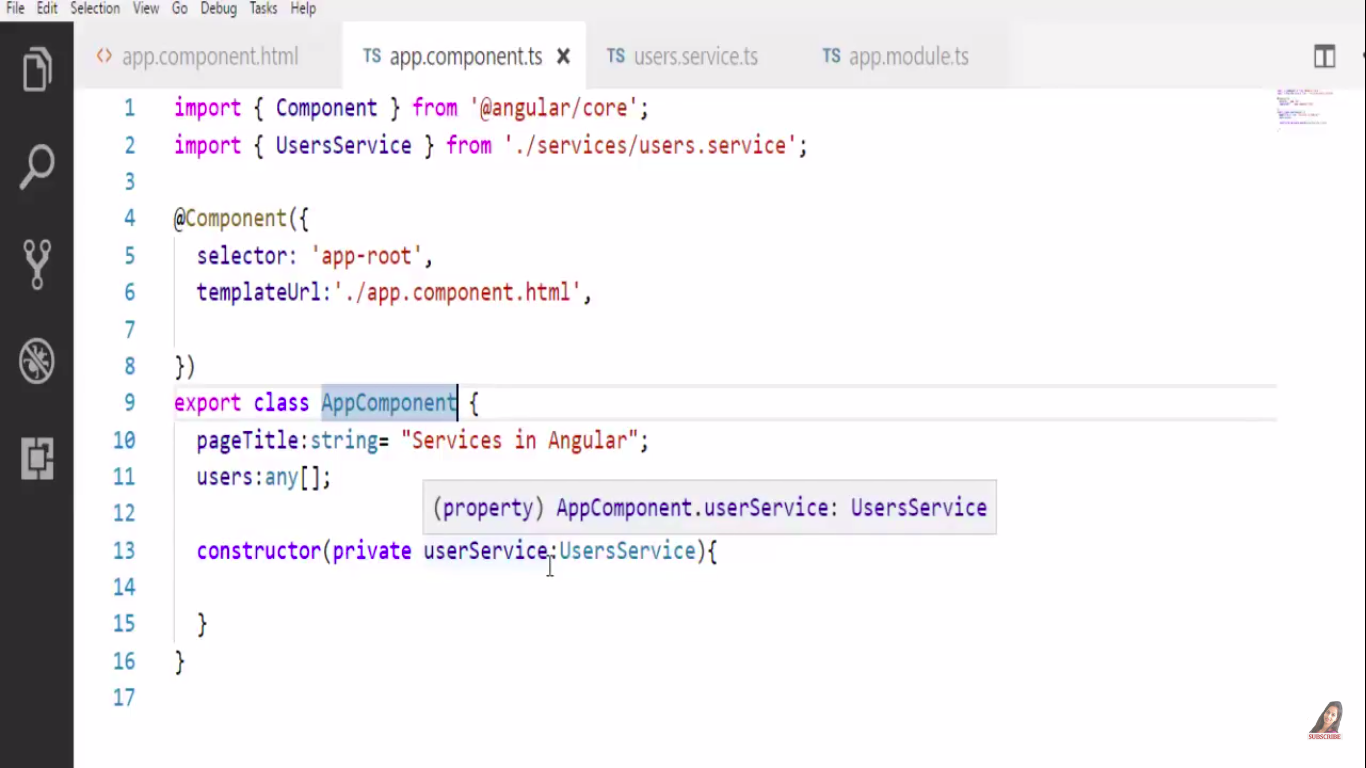 File Edit Selection View Go Debug Tasks Help
<> app.component.html TS app.component.ts × TS users.service.ts TS app.module.ts
1 import { Component } from '@angular/core';
2 import { UsersService } from './services/users.service';
3
4 @Component({
5 selector: 'app-root',
6 templateUrl:'./app.component.html',
7
8 })
9 export class AppComponent {
10 pageTitle:string= "Services in Angular";
11 users:any[];
(property) AppComponent.userService: UsersService
12
13 constructor(private userService:UsersService){
14
15 }
16 }
17
SUBSCRIBE